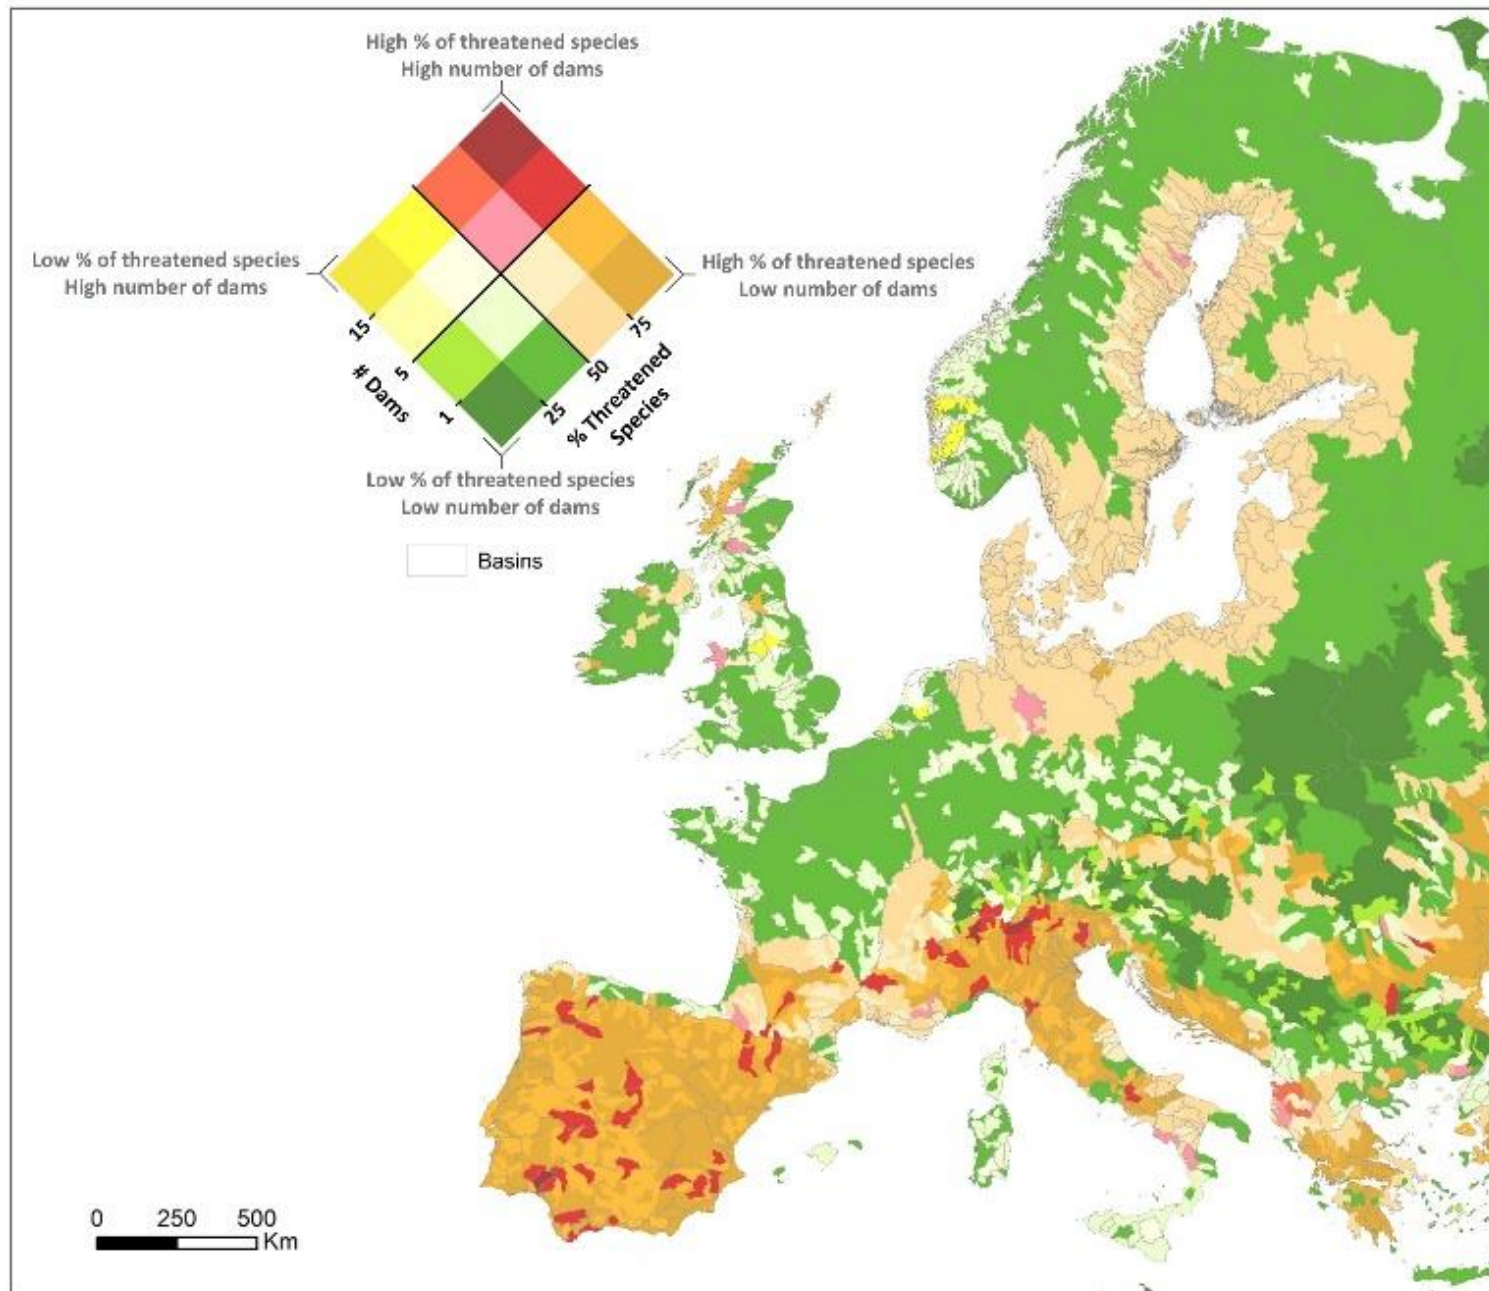 High % of threatened species
High number of dams
Low % of threatened species
High number of dams
High % of threatened species
Low number of dams
15
5
1
# Dams
75
50
25
% Threatened
Species
Low % of threatened species
Low number of dams
Basins
0 250 500
Km